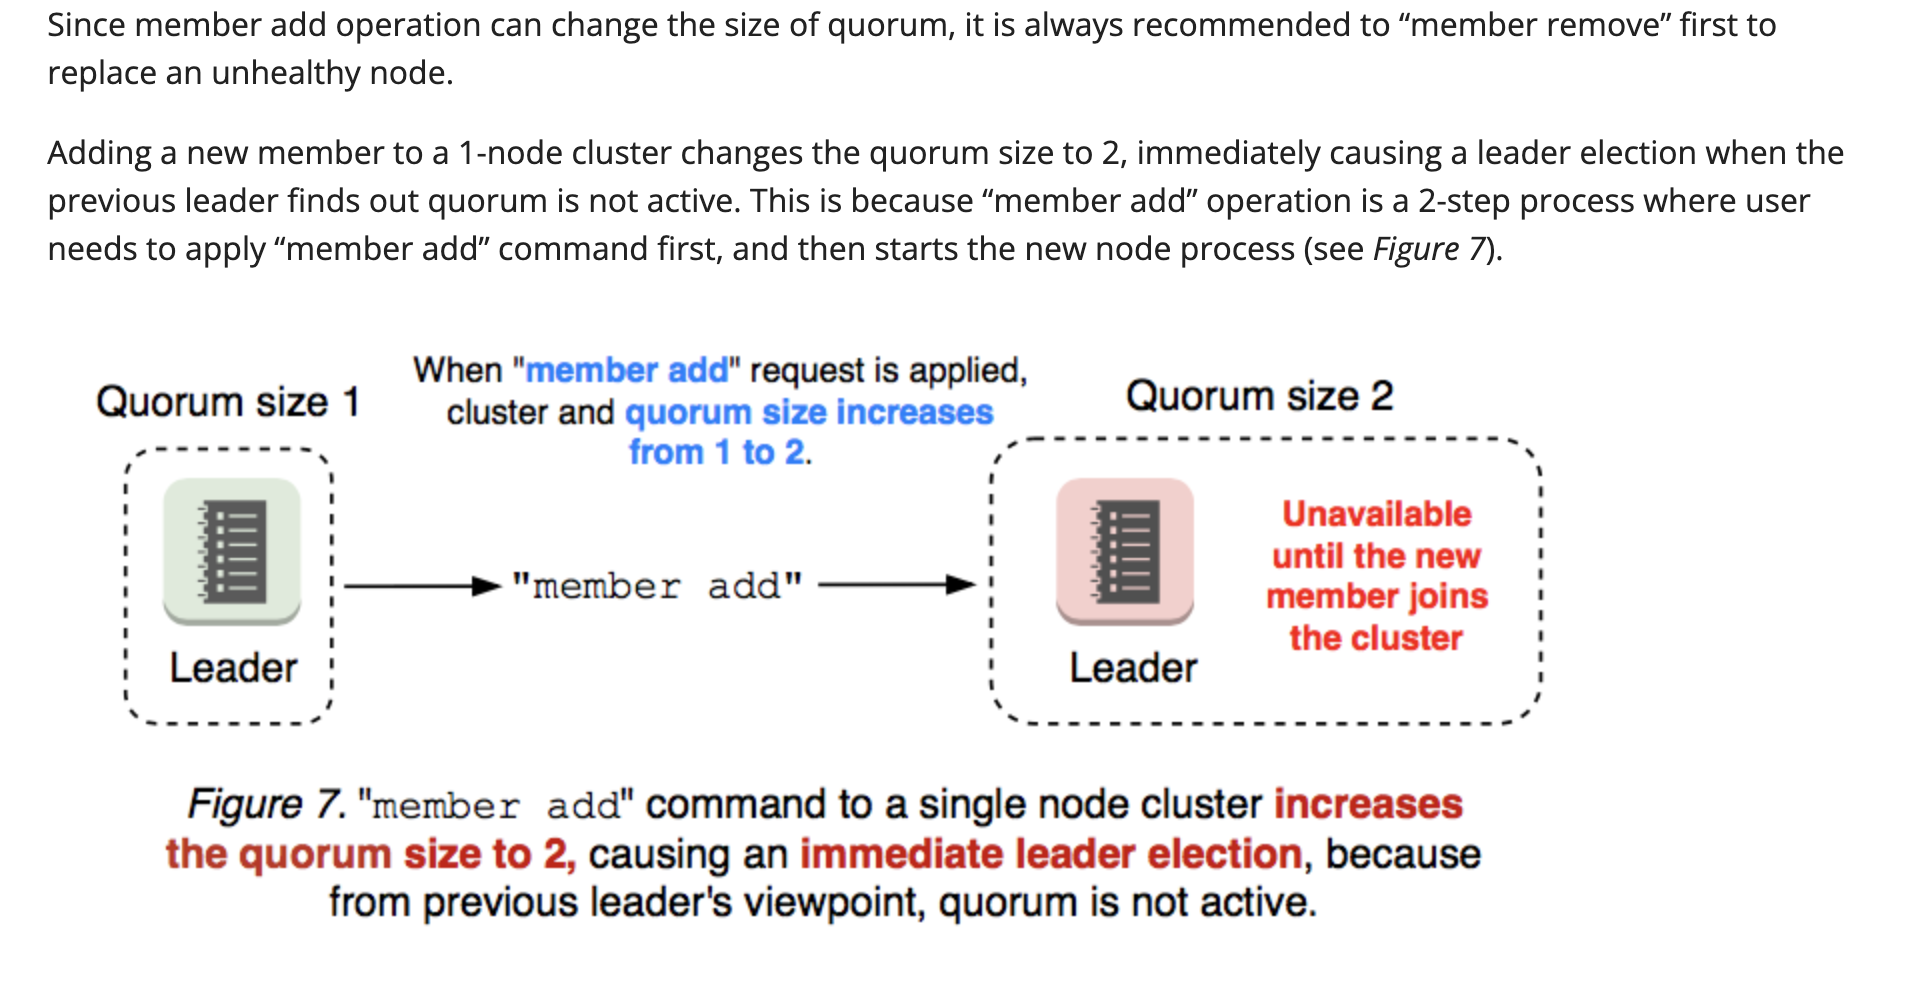 Since member add operation can change the size of quorum, it is always recommended to “member remove” first to
replace an unhealthy node.
Adding a new member to a 1-node cluster changes the quorum size to 2, immediately causing a leader election when the
previous leader finds out quorum is not active. This is because “member add” operation is a 2-step process where user
needs to apply “member add” command first, and then starts the new node process (see Figure 7).
Quorum size 1
When "member add" request is applied,
cluster and quorum size increases
from 1 to 2.
Quorum size 2
"member add"
Unavailable
until the new
member joins
the cluster
Leader
Leader
Figure 7. "member add" command to a single node cluster increases
the quorum size to 2, causing an immediate leader election, because
from previous leader's viewpoint, quorum is not active.